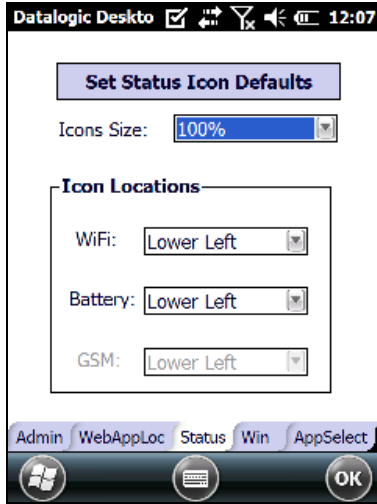 Datalogic Deskto 12:07
Set Status Icon Defaults
Icons Size: 100%
Icon Locations
WiFi: Lower Left
Battery: Lower Left
GSM: Lower Left
Admin WebAppLoc Status Win AppSelect
OK